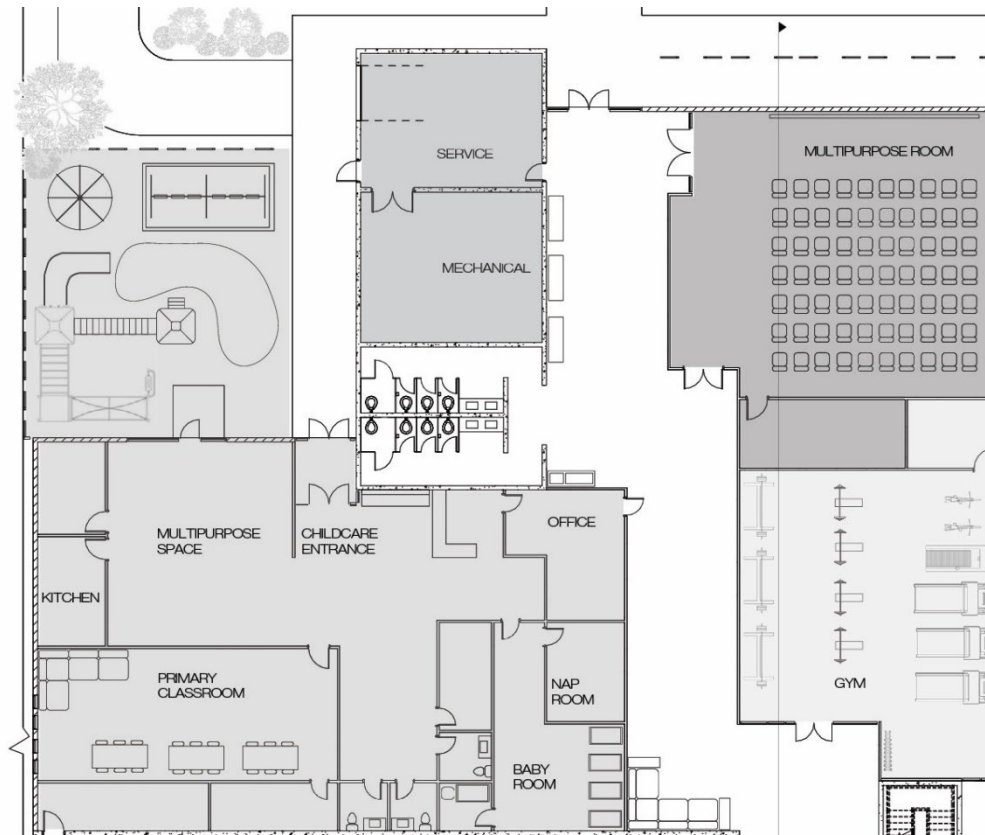 SERVICE
MULTIPURPOSE ROOM
MECHANICAL
MULTIPURPOSE
SPACE
CHILDCARE
ENTRANCE
OFFICE
KITCHEN
PRIMARY
CLASSROOM
NAP
ROOM
GYM
BABY
ROOM